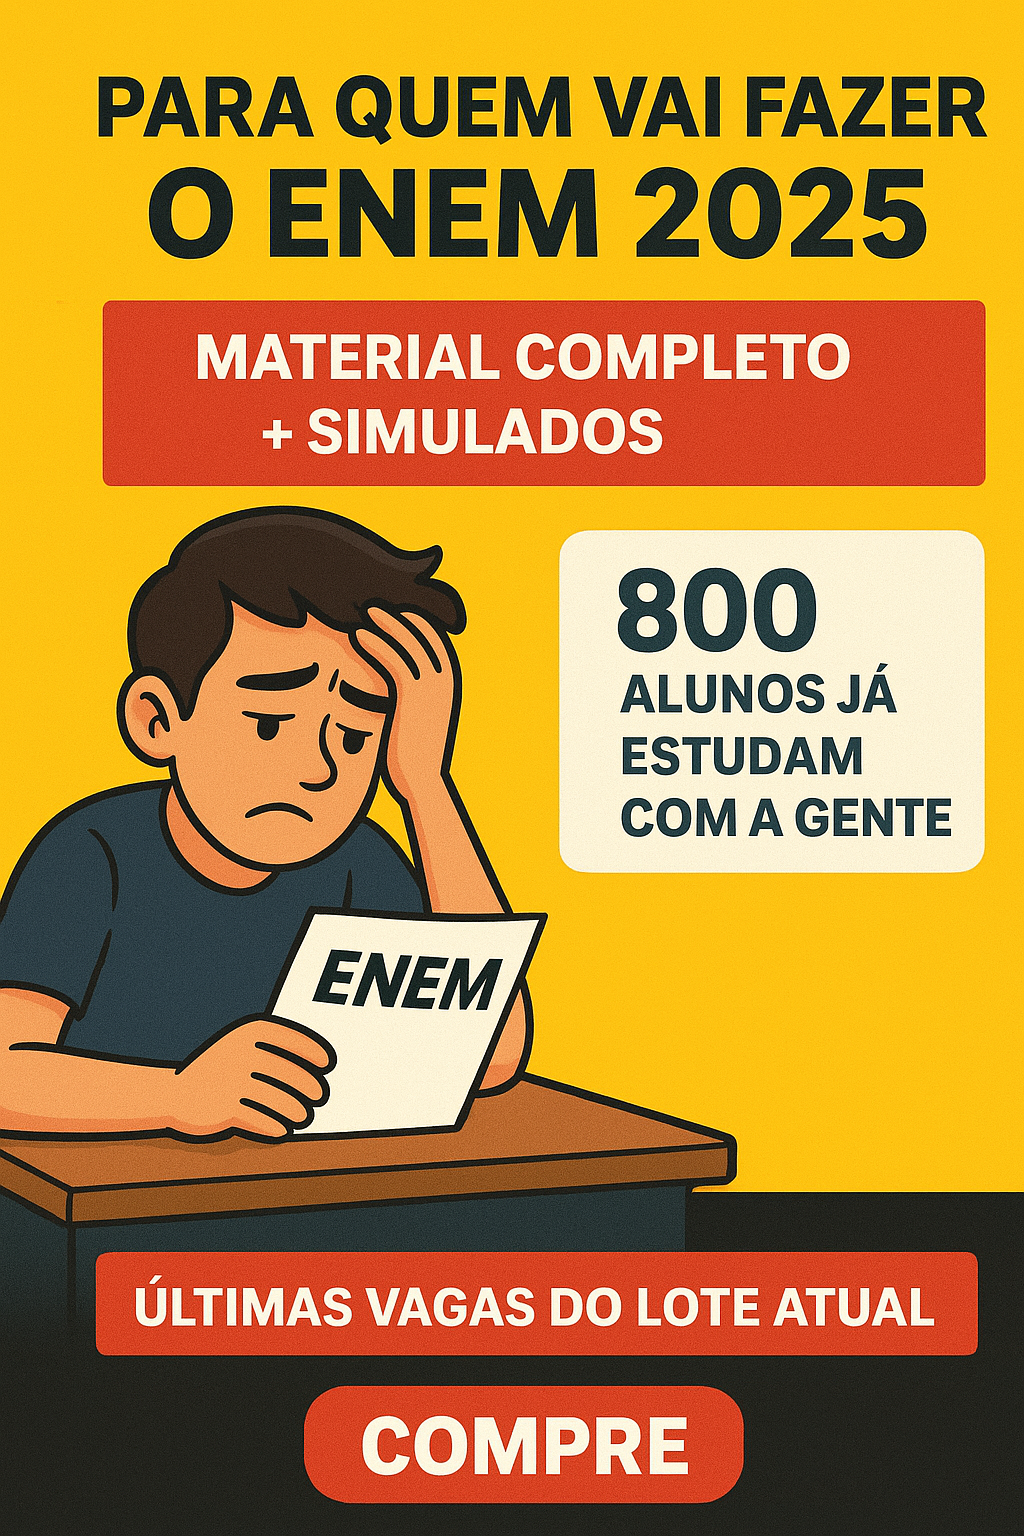 PARA QUEM VAI FAZER
O ENEM 2025
MATERIAL COMPLETO
+ SIMULADOS
800
ALUNOS JÁ
ESTUDAM
COM A GENTE
ENEM
ÚLTIMAS VAGAS DO LOTE ATUAL
COMPRE